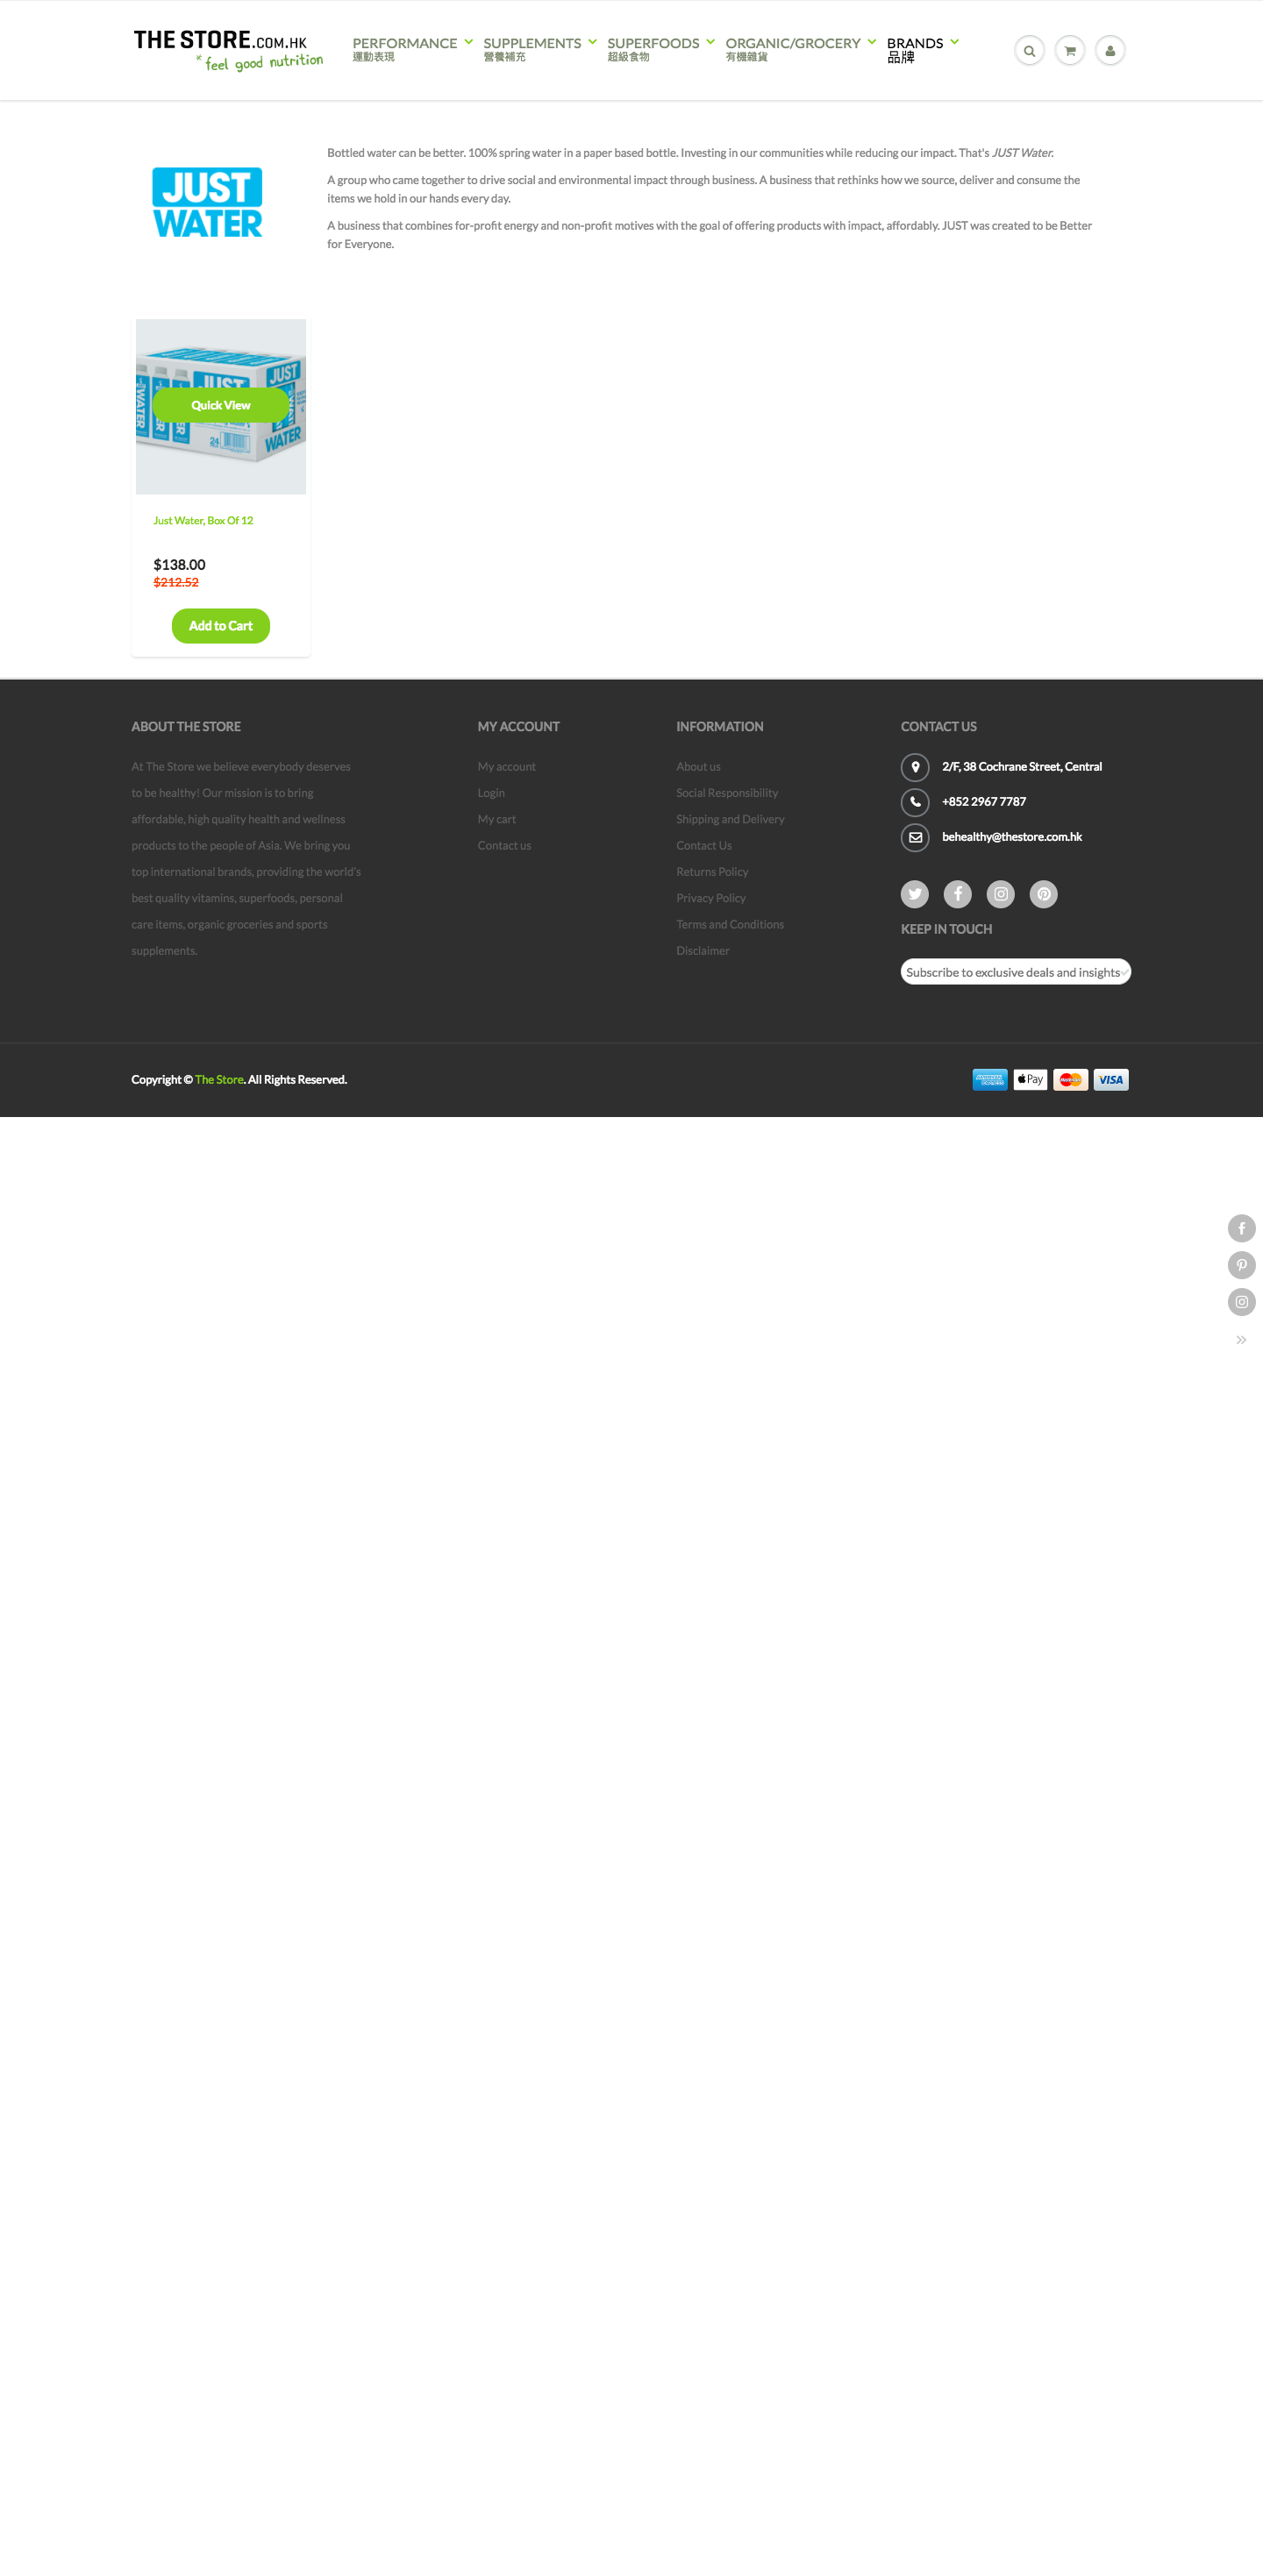 THE STORE.COM.HK
feel good nutrition
PERFORMANCE
運動表現
SUPPLEMENTS
營養補充
SUPERFOODS
超級食物
ORGANIC/GROCERY
有機雜貨
BRANDS
品牌
JUST
WATER
Bottled water can be better. 100% spring water in a paper based bottle. Investing in our communities while reducing our impact. That's JUST Water.
A group who came together to drive social and environmental impact through business. A business that rethinks how we source, deliver and consume the
items we hold in our hands every day.
A business that combines for-profit energy and non-profit motives with the goal of offering products with impact, affordably. JUST was created to be Better
for Everyone.
JUST
JUST
WATER
24
Quick View
Just Water, Box Of 12
$138.00
$212.52
Add to Cart
ABOUT THE STORE
At The Store we believe everybody deserves
to be healthy! Our mission is to bring
affordable, high quality health and wellness
products to the people of Asia. We bring you
top international brands, providing the world's
best quality vitamins, superfoods, personal
care items, organic groceries and sports
supplements.
MY ACCOUNT
My account
Login
My cart
Contact us
INFORMATION
About us
Social Responsibility
Shipping and Delivery
Contact Us
Returns Policy
Privacy Policy
Terms and Conditions
Disclaimer
CONTACT US
2/F, 38 Cochrane Street, Central
+852 2967 7787
behealthy@thestore.com.hk
KEEP IN TOUCH
Subscribe to exclusive deals and insights
Copyright © The Store. All Rights Reserved.
Pay
MasterCard
VISA